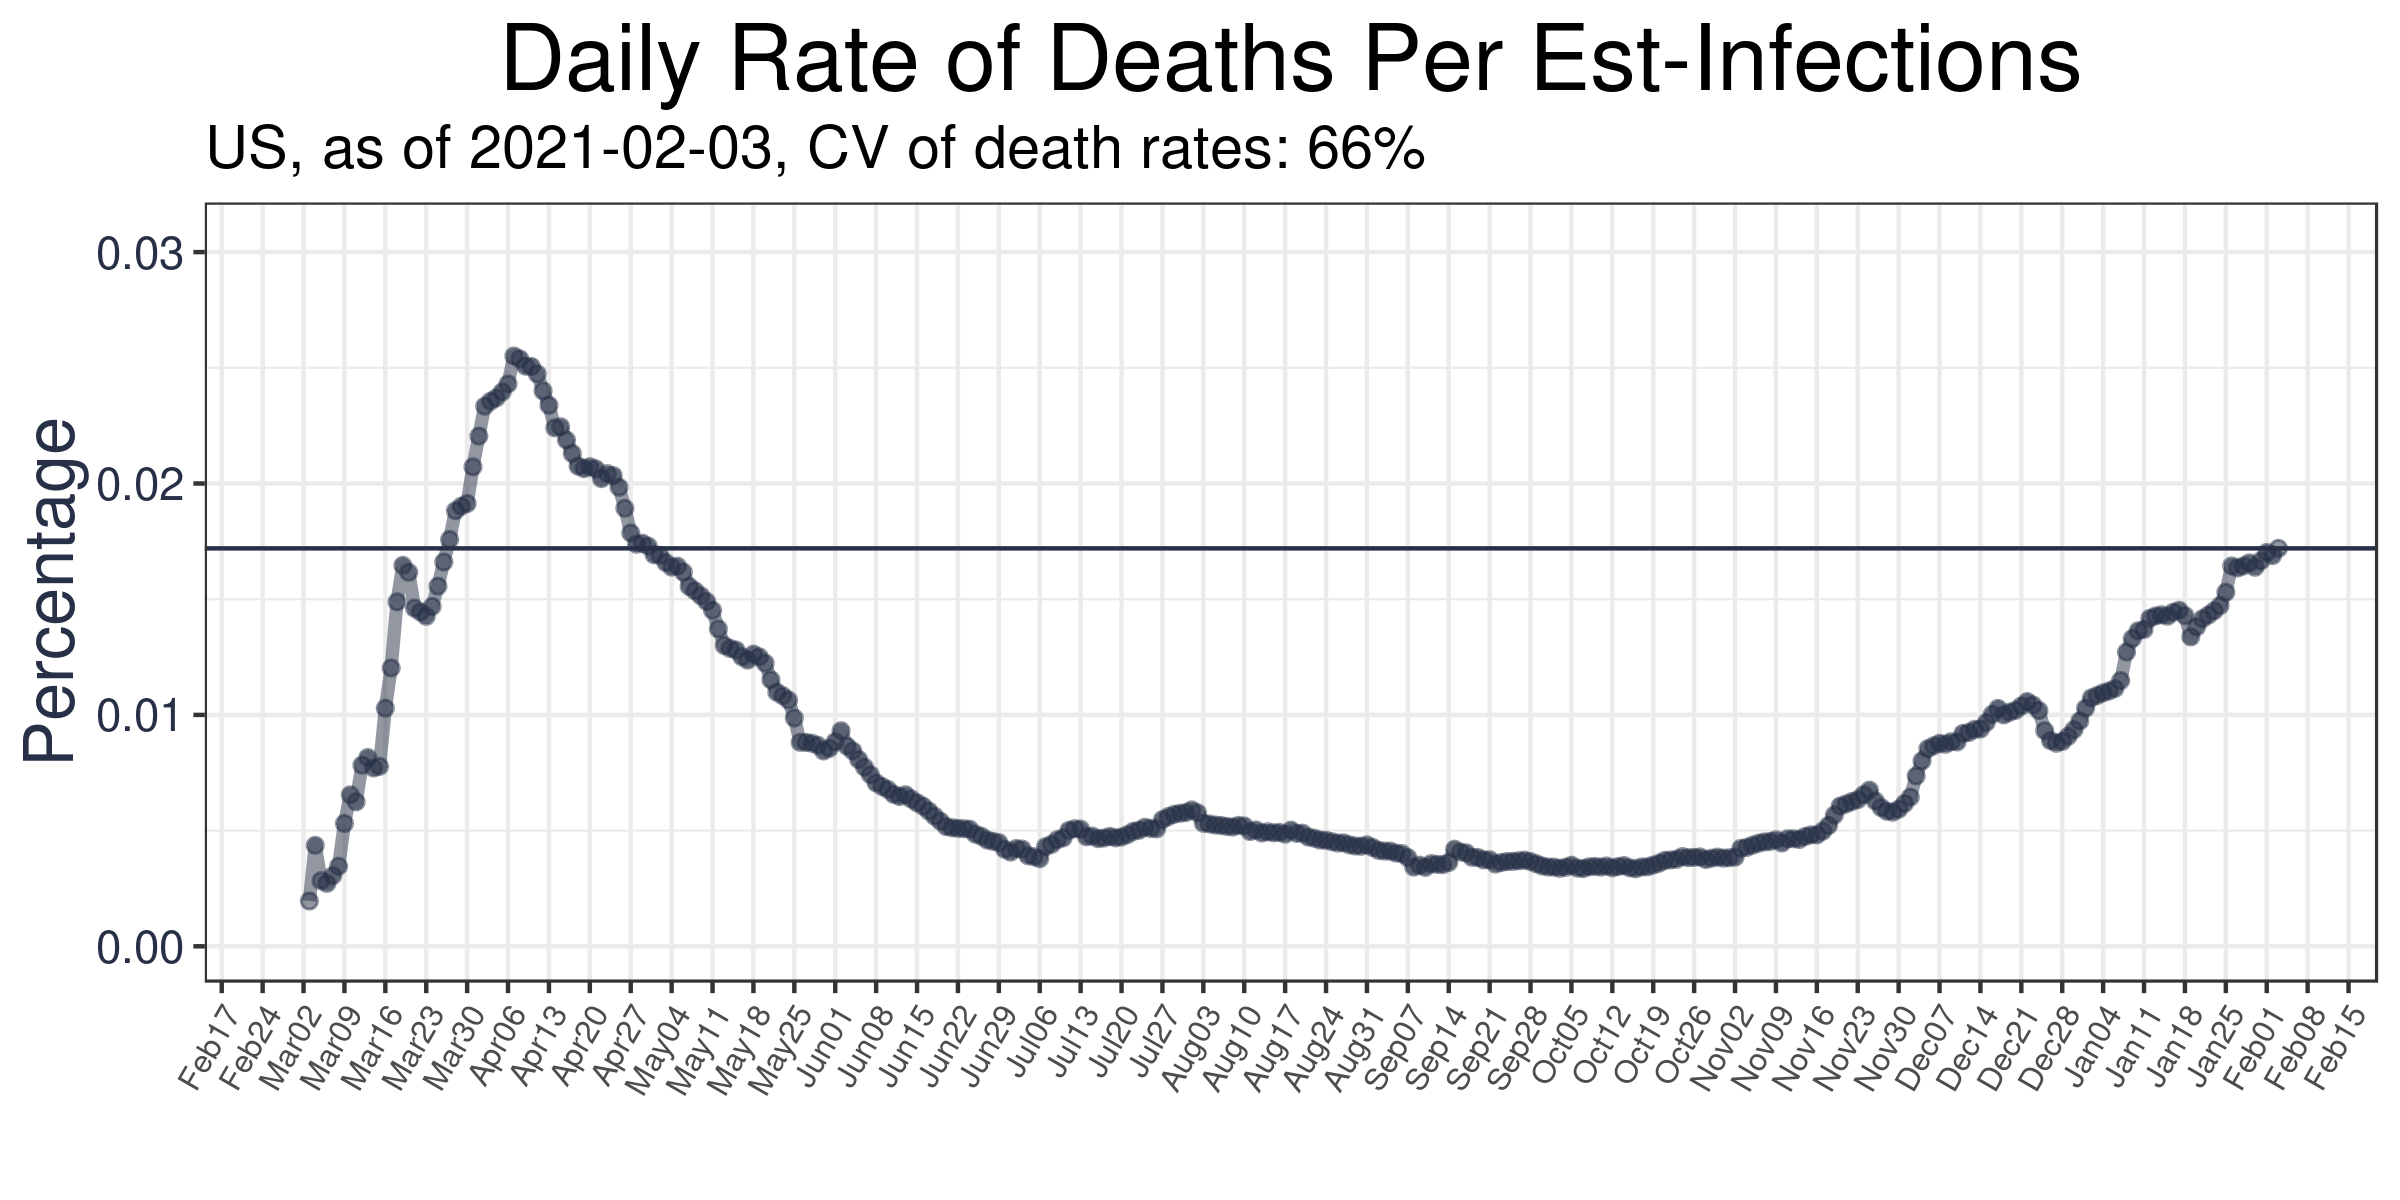 Daily Rate of Deaths Per Est-Infections
US, as of 2021-02-03, CV of death rates: 66%
Percentage
0.03
0.02
0.01
0.00
Feb17
Feb24
Mar02
Mar09
Mar16
Mar23
Mar30
Apr06
Apr13
Apr20
Apr27
May04
May11
May18
May25
Jun01
Jun08
Jun15
Jun22
Jun29
Jul06
Jul13
Jul20
Jul27
Aug03
Aug10
Aug17
Aug24
Aug31
Sep07
Sep14
Sep21
Sep28
Oct05
Oct12
Oct19
Oct26
Nov02
Nov09
Nov16
Nov23
Nov30
Dec07
Dec14
Dec21
Dec28
Jan04
Jan11
Jan18
Jan25
Feb01
Feb08
Feb15